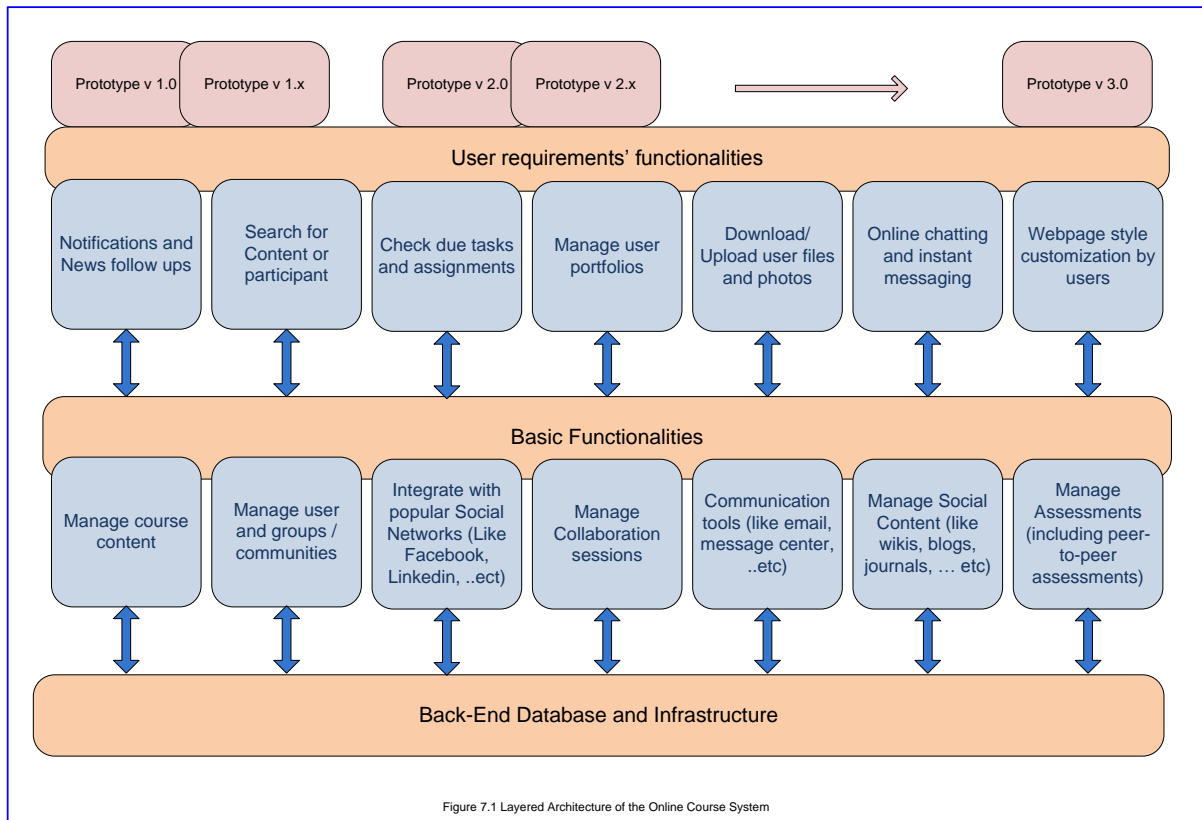 Prototype v 1.0
Prototype v 1.x
Prototype v 2.0
Prototype v 2.x
Prototype v 3.0
User requirements’ functionalities
Notifications and
News follow ups
Search for
Content or
participant
Check due tasks
and assignments
Manage user
portfolios
Download/
Upload user files
and photos
Online chatting
and instant
messaging
Webpage style
customization by
users
Basic Functionalities
Manage course
content
Manage user
and groups /
communities
Integrate with
popular Social
Networks (Like
Facebook,
Linkedin, ..ect)
Manage
Collaboration
sessions
Communication
tools (like email,
message center,
..etc)
Manage Social
Content (like
wikis, blogs,
journals, … etc)
Manage
Assessments
(including peer-
to-peer
assessments)
Back-End Database and Infrastructure
Figure 7.1 Layered Architecture of the Online Course System